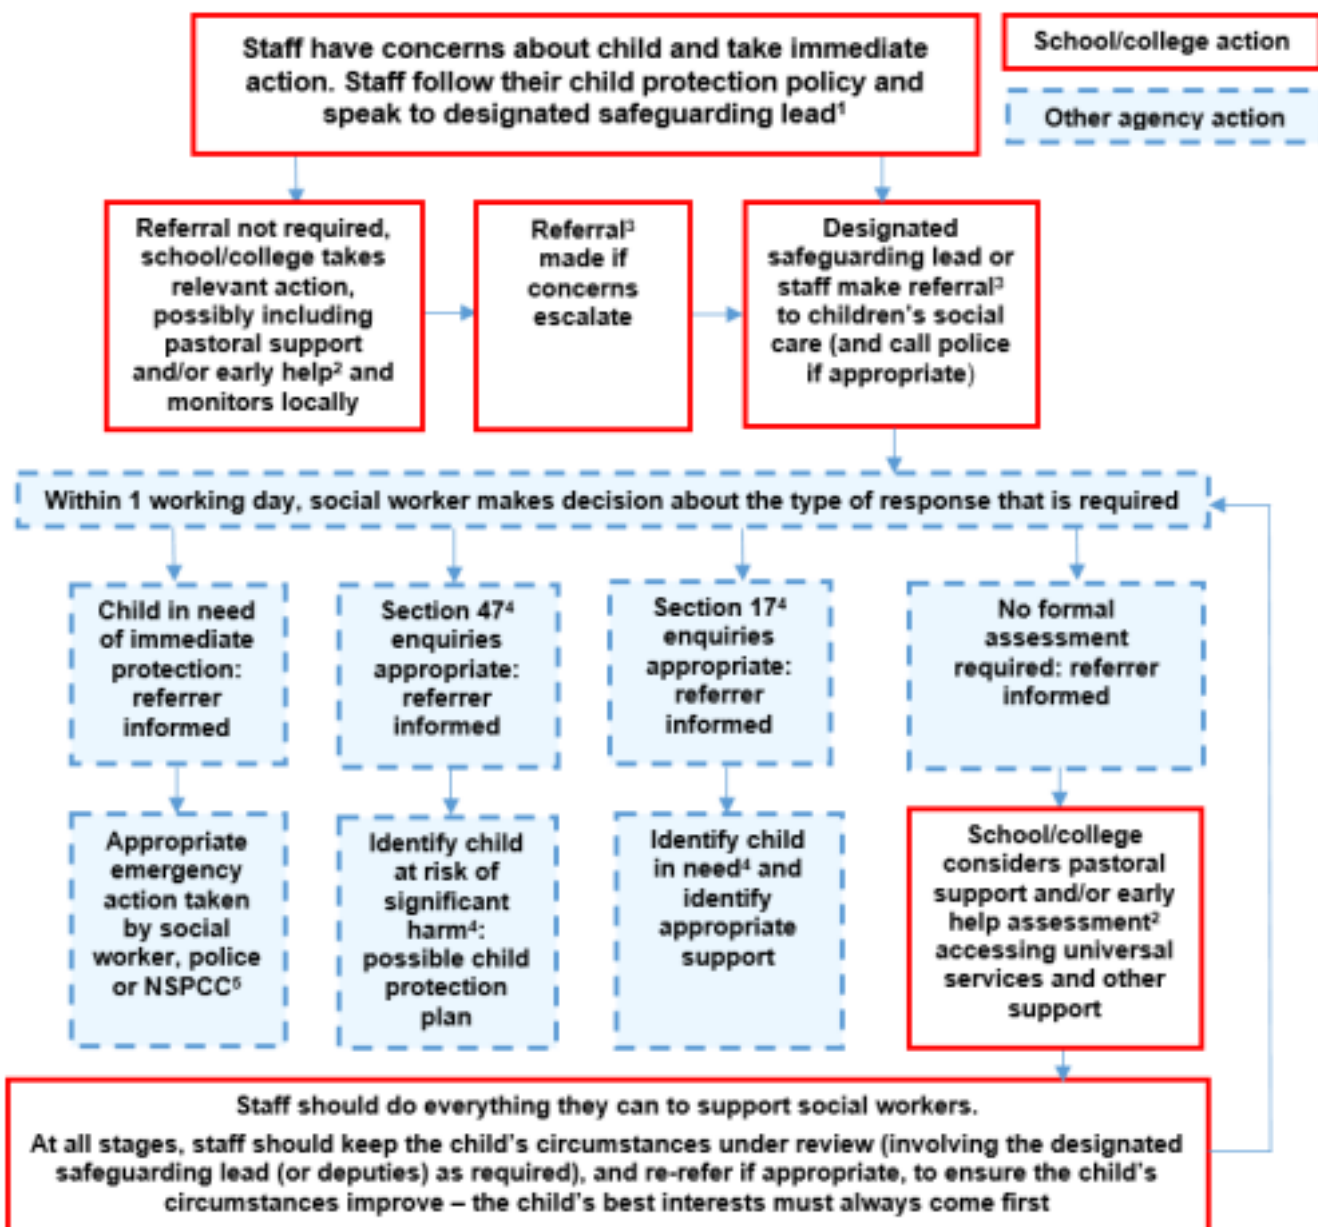 Staff have concerns about child and take immediate
action. Staff follow their child protection policy and
speak to designated safeguarding lead¹
School/college action
Other agency action
Referral not required,
school/college takes
relevant action,
possibly including
pastoral support
and/or early help² and
monitors locally
Referral³
made if
concerns
escalate
Designated
safeguarding lead or
staff make referral³
to children’s social
care (and call police
if appropriate)
Within 1 working day, social worker makes decision about the type of response that is required
Child in need
of immediate
protection:
referrer
informed
Section 47⁴
enquiries
appropriate:
referrer
informed
Section 17⁴
enquiries
appropriate:
referrer
informed
No formal
assessment
required: referrer
informed
Appropriate
emergency
action taken
by social
worker, police
or NSPCC⁵
Identify child
at risk of
significant
harm⁴:
possible child
protection
plan
Identify child
in need⁴ and
identify
appropriate
support
School/college
considers pastoral
support and/or early
help assessment²
accessing universal
services and other
support
Staff should do everything they can to support social workers.
At all stages, staff should keep the child’s circumstances under review (involving the designated
safeguarding lead (or deputies) as required), and re-refer if appropriate, to ensure the child’s
circumstances improve – the child’s best interests must always come first